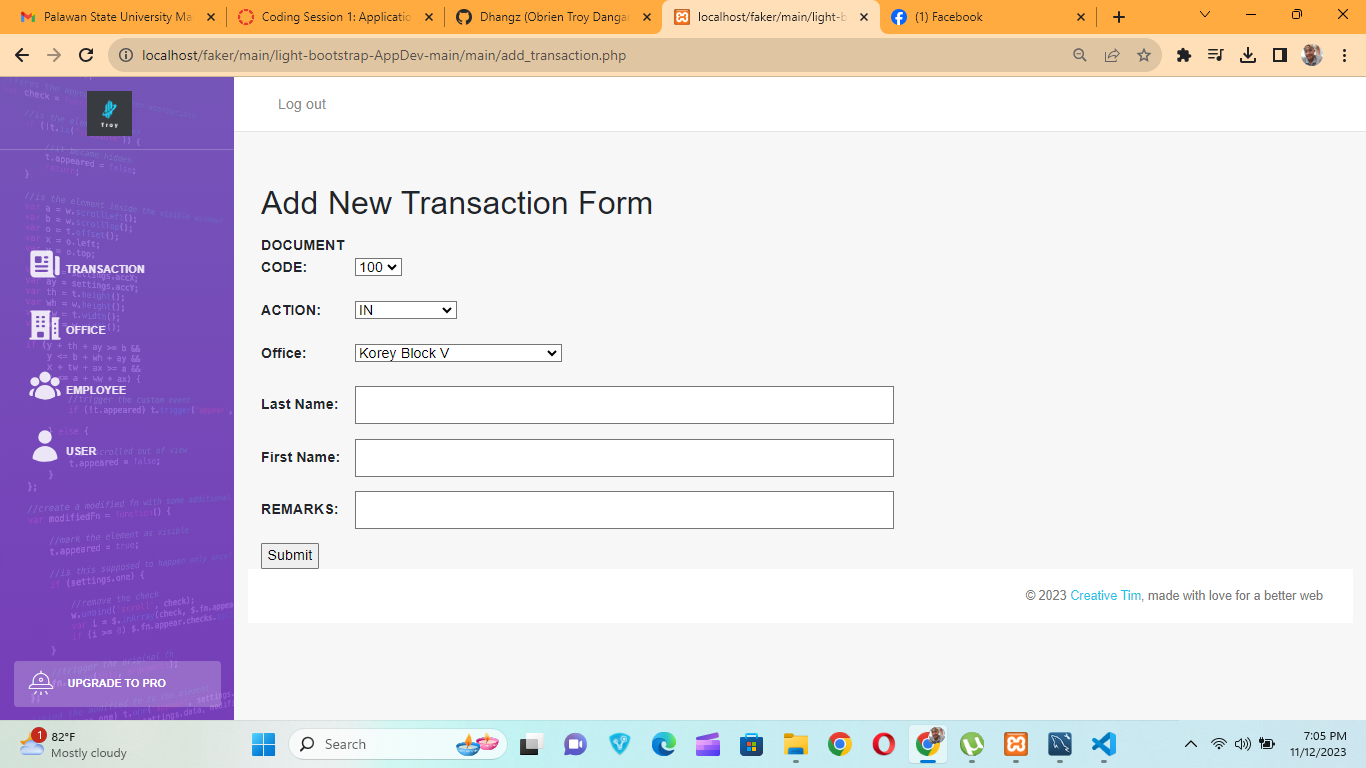 Palawan State University Ma
Coding Session 1: Applicatio
Dhangz (Obrien Troy Danga
localhost/faker/main/light-b
(1) Facebook
localhost/faker/main/light-bootstrap-AppDev-main/main/add_transaction.php
Troy
Log out
Add New Transaction Form
DOCUMENT
CODE: 100
ACTION: IN
Office: Korey Block V
Last Name:
First Name:
REMARKS:
Submit
TRANSACTION
OFFICE
EMPLOYEE
USER
UPGRADE TO PRO
© 2023 Creative Tim, made with love for a better web
1
82°F
Mostly cloudy
Search
7:05 PM
11/12/2023